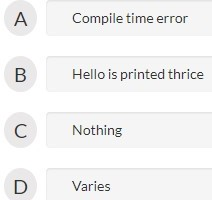 A Compile time error
B Hello is printed thrice
C Nothing
D Varies